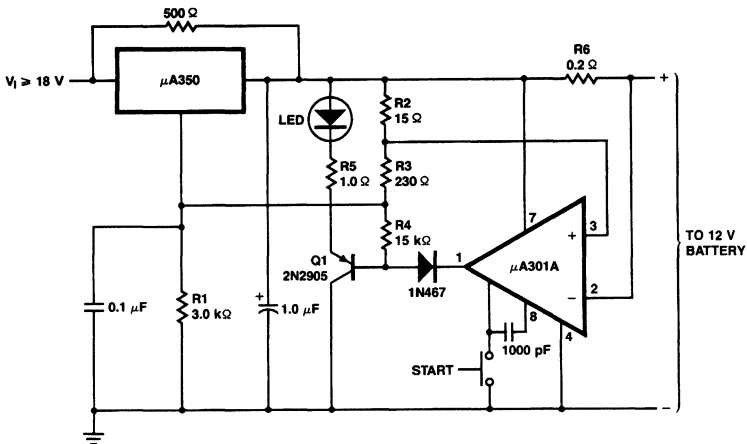 500 Ω
V_I ≥ 18 V
μA350
LED
R2
15 Ω
R6
0.2 Ω
+
R5
1.0 Ω
R3
230 Ω
R4
15 kΩ
Q1
2N2905
1N467
1
7
3
+
μA301A
2
−
8
4
TO 12 V
BATTERY
0.1 μF
R1
3.0 kΩ
+
1.0 μF
1000 pF
START
−